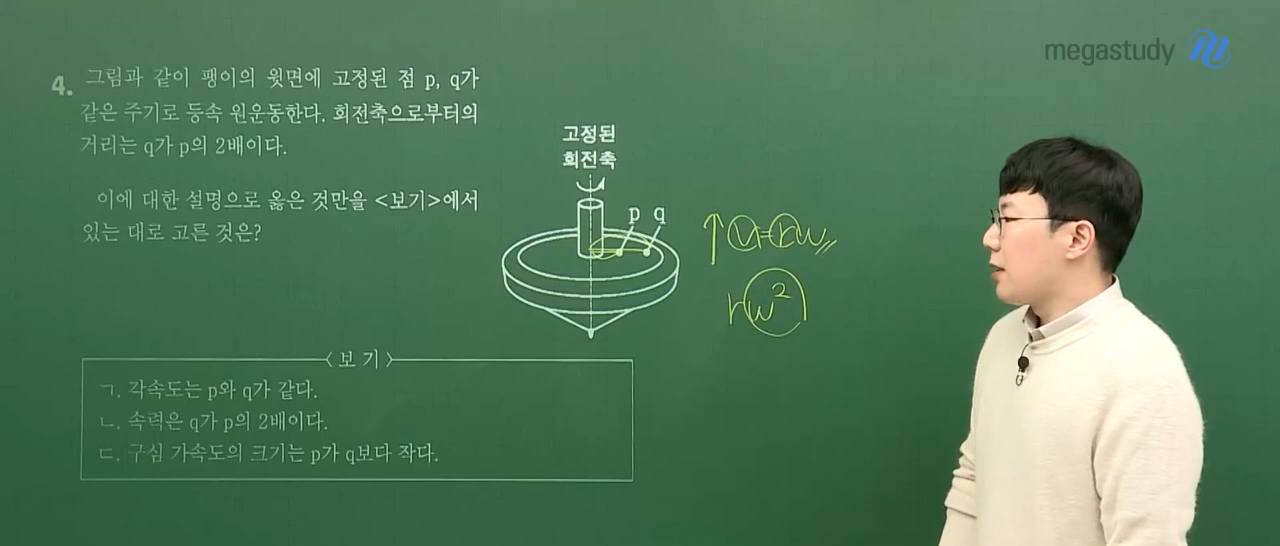 megastudy
4. 그림과 같이 팽이의 윗면에 고정된 점 p, q가
같은 주기로 등속 원운동한다. 회전축으로부터의
거리는 q가 p의 2배이다.
이에 대한 설명으로 옳은 것만을 <보기>에서
있는 대로 고른 것은?
고정된
회전축
p q
↑ v=rω
rω²
<보 기>
ㄱ. 각속도는 p와 q가 같다.
ㄴ. 속력은 q가 p의 2배이다.
ㄷ. 구심 가속도의 크기는 p가 q보다 작다.